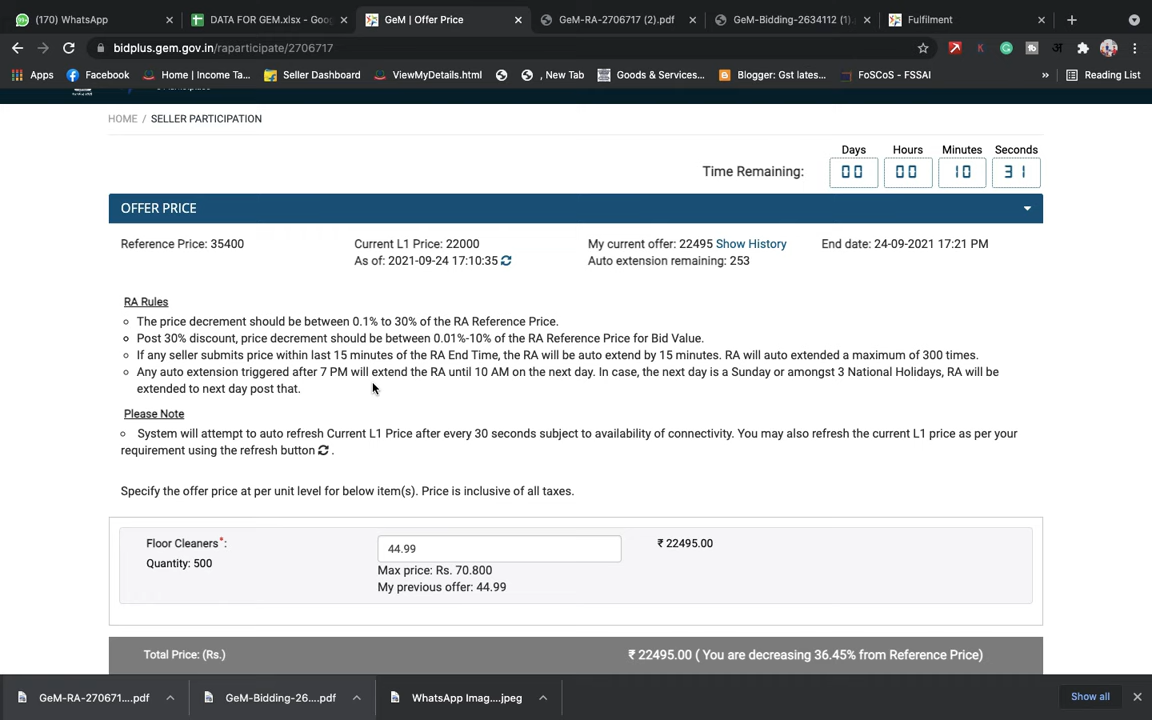 (170) WhatsApp
DATA FOR GEM.xlsx - Goo
GeM | Offer Price
GeM-RA-2706717 (2).pdf
GeM-Bidding-2634112 (1)
Fulfilment
bidplus.gem.gov.in/raparticipate/2706717
Apps
Facebook
Home | Income Ta...
Seller Dashboard
ViewMyDetails.html
, New Tab
Goods & Services...
Blogger: Gst lates...
FoSCoS - FSSAI
»
Reading List
HOME / SELLER PARTICIPATION
Days Hours Minutes Seconds
Time Remaining: 00 00 10 31
OFFER PRICE
Reference Price: 35400
Current L1 Price: 22000
As of: 2021-09-24 17:10:35
My current offer: 22495 Show History
Auto extension remaining: 253
End date: 24-09-2021 17:21 PM
RA Rules
The price decrement should be between 0.1% to 30% of the RA Reference Price.
Post 30% discount, price decrement should be between 0.01%-10% of the RA Reference Price for Bid Value.
If any seller submits price within last 15 minutes of the RA End Time, the RA will be auto extend by 15 minutes. RA will auto extended a maximum of 300 times.
Any auto extension triggered after 7 PM will extend the RA until 10 AM on the next day. In case, the next day is a Sunday or amongst 3 National Holidays, RA will be
extended to next day post that.
Please Note
System will attempt to auto refresh Current L1 Price after every 30 seconds subject to availability of connectivity. You may also refresh the current L1 price as per your
requirement using the refresh button .
Specify the offer price at per unit level for below item(s). Price is inclusive of all taxes.
Floor Cleaners*:
Quantity: 500
44.99
Max price: Rs. 70.800
My previous offer: 44.99
₹ 22495.00
Total Price: (Rs.)
₹ 22495.00 ( You are decreasing 36.45% from Reference Price)
GeM-RA-270671....pdf
GeM-Bidding-26....pdf
WhatsApp Imag....jpeg
Show all